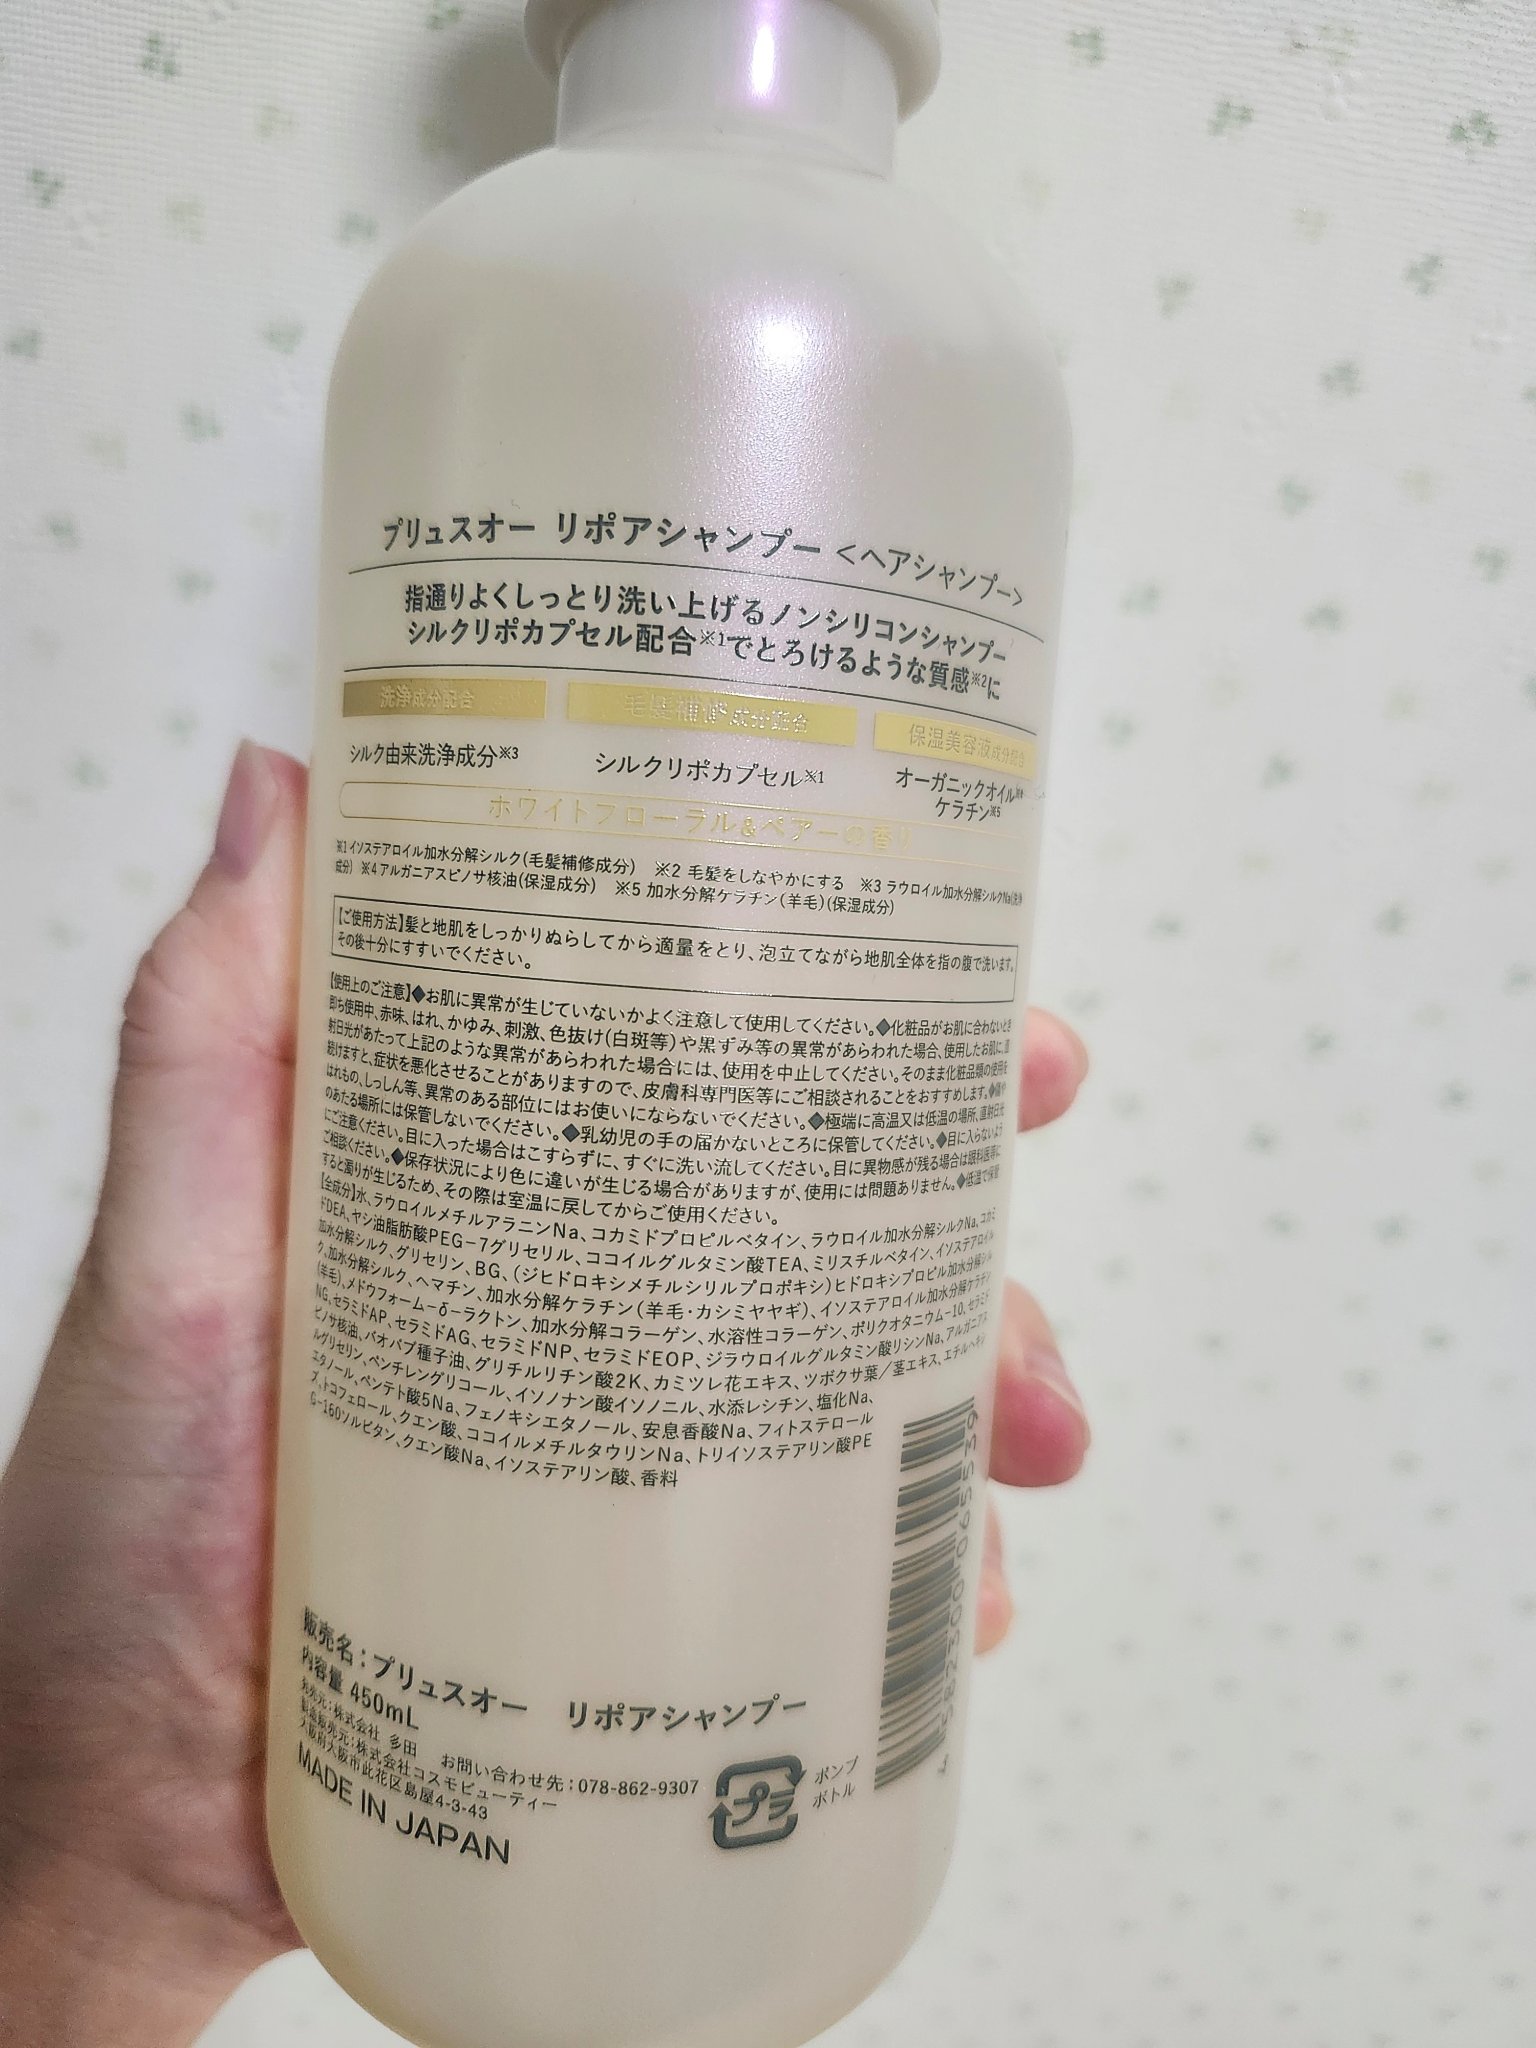 プリュスオー リポアシャンプー <ヘアシャンプー>
指通りよくしっとり洗い上げるノンシリコンシャンプー
シルクリポカプセル配合※1でとろけるような質感※2に
洗浄成分配合 毛髪補修成分配合 保湿美容液成分配合
シルク由来洗浄成分※3 シルクリポカプセル※1 オーガニックオイル※4
ケラチン※5
ホワイトフローラル&ペアーの香り
※1 イソステアロイル加水分解シルク(毛髪補修成分) ※2 毛髪をしなやかにする ※3 ラウロイル加水分解シルクNa(洗浄
成分) ※4 アルガニアスピノサ核油(保湿成分) ※5 加水分解ケラチン(羊毛)(保湿成分)
【ご使用方法】髪と地肌をしっかりぬらしてから適量をとり、泡立てながら地肌全体を指の腹で洗います。
その後十分にすすいでください。
【使用上のご注意】◆お肌に異常が生じていないかよく注意して使用してください。◆化粧品がお肌に合わないとき
即ち使用中、赤味、はれ、かゆみ、刺激、色抜け(白斑等)や黒ずみ等の異常があらわれた場合、使用したお肌に、直
射日光があたって上記のような異常があらわれた場合には、使用を中止してください。そのまま化粧品類の使用を
続けますと、症状を悪化させることがありますので、皮膚科専門医等にご相談されることをおすすめします。◆傷や
はれもの、しっしん等、異常のある部位にはお使いにならないでください。◆極端に高温又は低温の場所、直射日光
のあたる場所には保管しないでください。◆乳幼児の手の届かないところに保管してください。◆目に入らないよう
にご注意ください。目に入った場合はこすらずに、すぐに洗い流してください。目に異物感が残る場合は眼科医等に
ご相談ください。◆保存状況により色に違いが生じる場合がありますが、使用には問題ありません。◆低温で保管
すると濁りが生じるため、その際は室温に戻してからご使用ください。
【全成分】水、ラウロイルメチルアラニンNa、コカミドプロピルベタイン、ラウロイル加水分解シルクNa、コカミ
ドDEA、ヤシ油脂肪酸PEG-7グリセリル、ココイルグルタミン酸TEA、ミリスチルベタイン、イソステアロイル
加水分解シルク、グリセリン、BG、(ジヒドロキシメチルシリルプロポキシ)ヒドロキシプロピル加水分解シル
ク、加水分解シルク、ヘマチン、加水分解ケラチン(羊毛・カシミヤヤギ)、イソステアロイル加水分解ケラチン
(羊毛)、メドウフォーム-δ-ラクトン、加水分解コラーゲン、水溶性コラーゲン、ポリクオタニウム-10、セラミド
NG、セラミドAP、セラミドAG、セラミドNP、セラミドEOP、ジラウロイルグルタミン酸リシンNa、アルガニアス
ピノサ核油、バオバブ種子油、グリチルリチン酸2K、カミツレ花エキス、ツボクサ葉/茎エキス、エチルヘキシ
ルグリセリン、ペンチレングリコール、イソノナン酸イソノニル、水添レシチン、塩化Na、
エタノール、ペンテト酸5Na、フェノキシエタノール、安息香酸Na、フィトステロール
ズ、トコフェロール、クエン酸、ココイルメチルタウリンNa、トリイソステアリン酸PE
G-160ソルビタン、クエン酸Na、イソステアリン酸、香料
販売名：プリュスオー リポアシャンプー
内容量 450mL
発売元：株式会社 多田 お問い合わせ先：078-862-9307
製造販売元：株式会社コスモビューティー
大阪府大阪市此花区島屋4-3-43
MADE IN JAPAN
プラ
ポンプ
ボトル
4 582300 065539